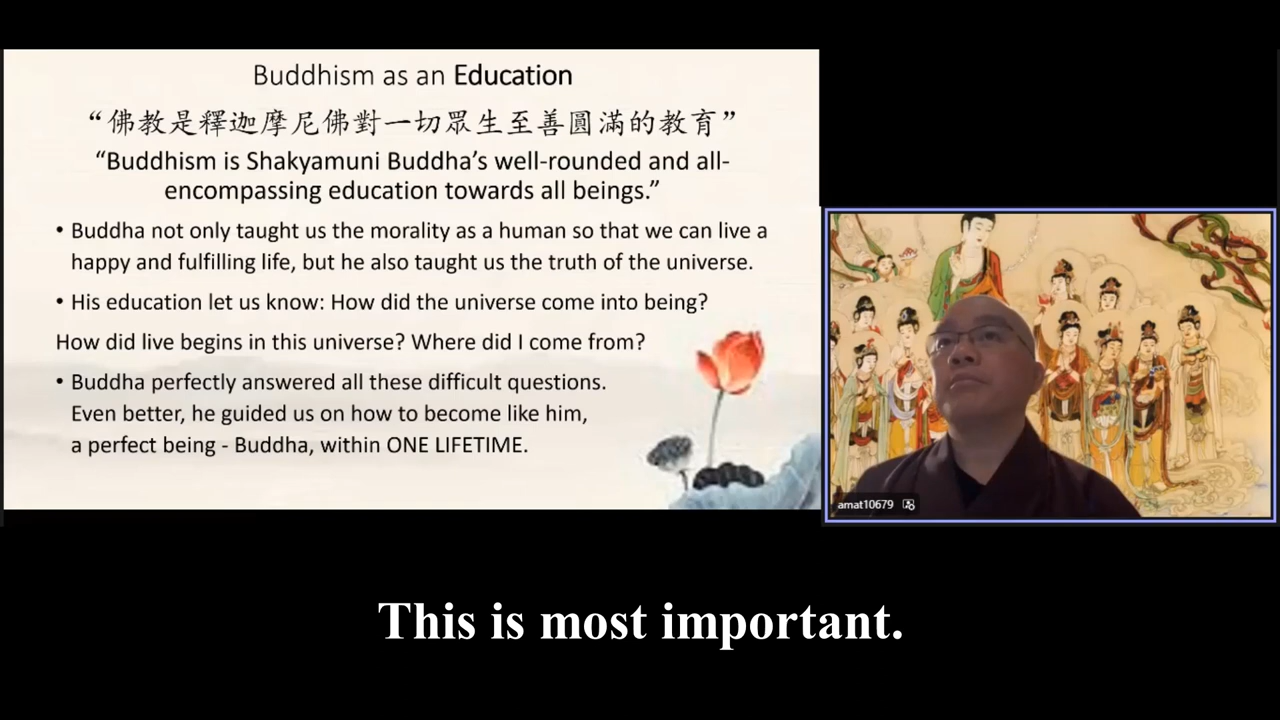 Buddhism as an Education
“佛教是釋迦摩尼佛對一切眾生至善圓滿的教育”
“Buddhism is Shakyamuni Buddha’s well-rounded and all-
encompassing education towards all beings.”
• Buddha not only taught us the morality as a human so that we can live a
happy and fulfilling life, but he also taught us the truth of the universe.
• His education let us know: How did the universe come into being?
How did live begins in this universe? Where did I come from?
• Buddha perfectly answered all these difficult questions.
Even better, he guided us on how to become like him,
a perfect being - Buddha, within ONE LIFETIME.
amat10679
This is most important.